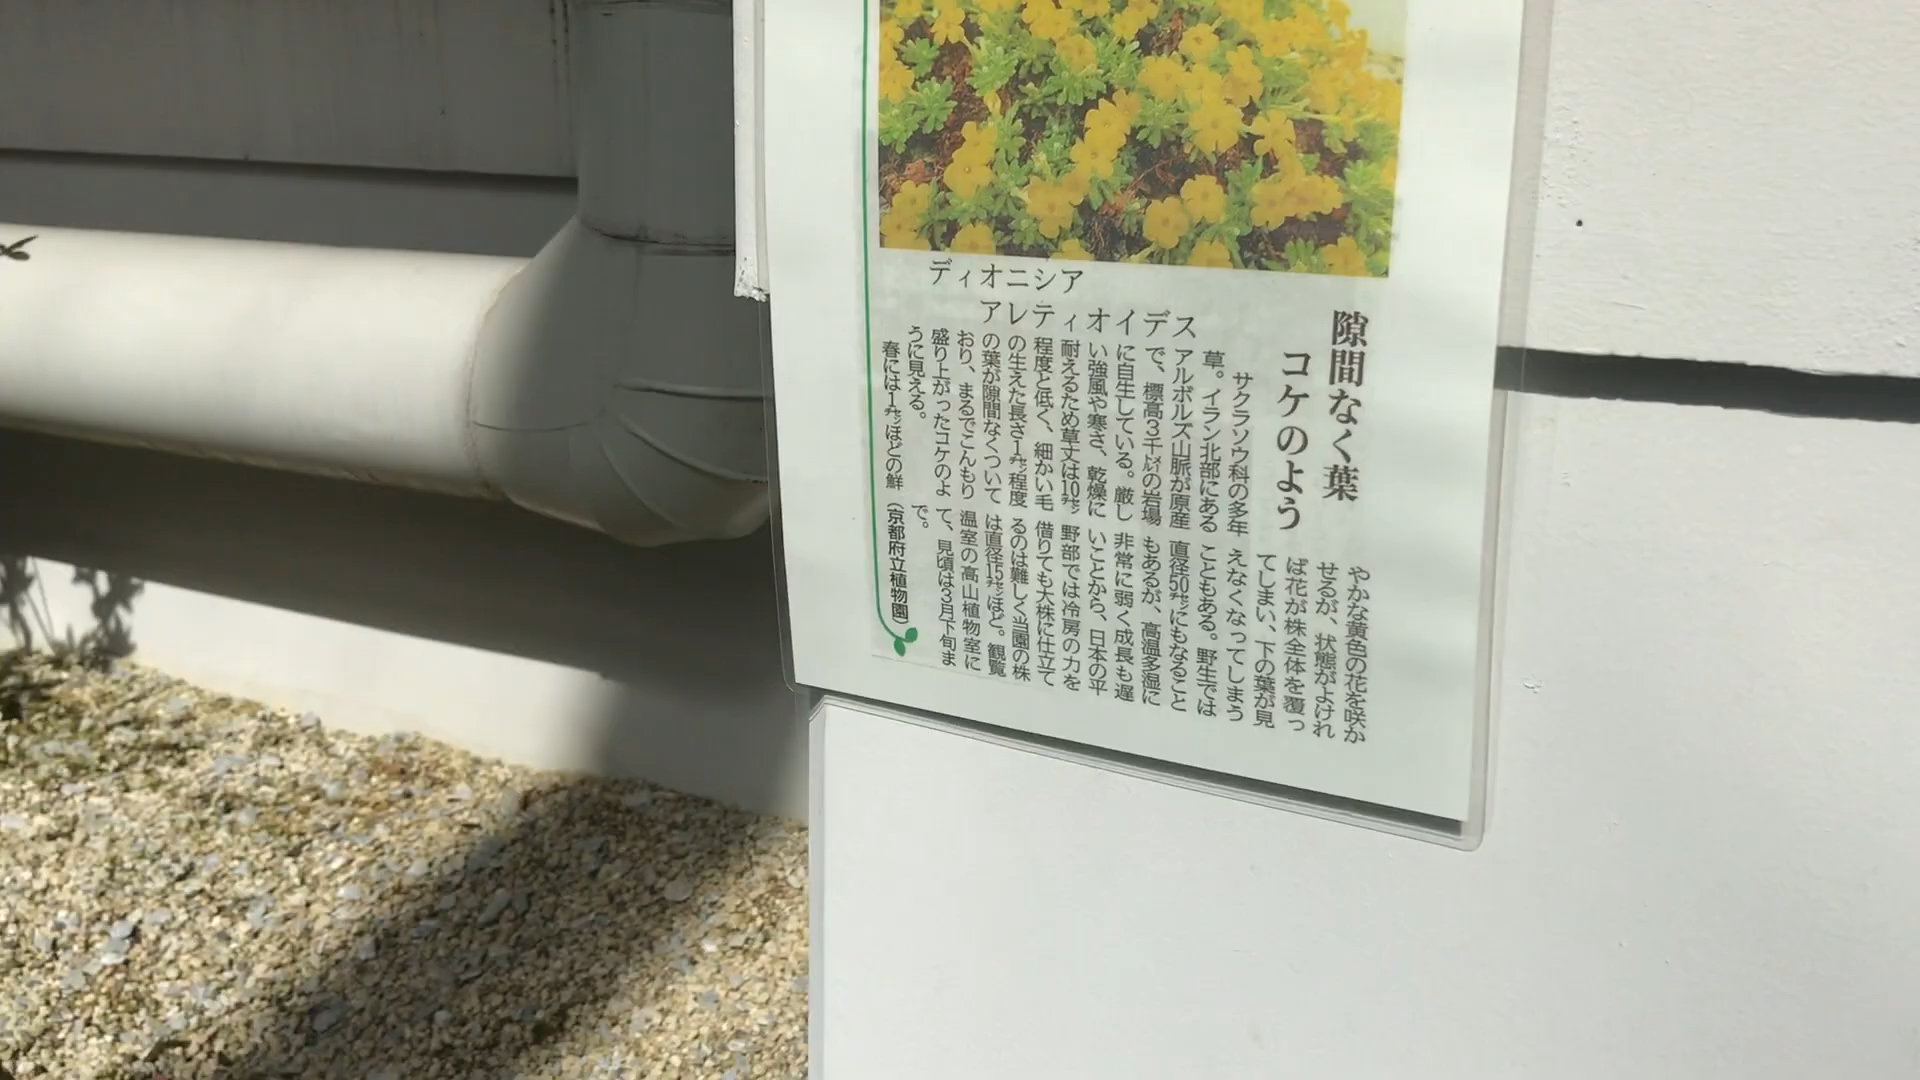 ディオニシア
アレティオイデス
隙間なく葉
コケのよう
サクラソウ科の多年
草。イラン北部にある
アルボルズ山脈が原産
で、標高3千㍍の岩場
に自生している。厳し
い強風や寒さ、乾燥に
耐えるため草丈は10㌢
程度と低く、細かい毛
の生えた長さ1㌢程度
の葉が隙間なくついて
おり、まるでこんもり
盛り上がったコケのよ
うに見える。
春には1㌢ほどの鮮
やかな黄色の花を咲か
せるが、状態がよけれ
ば花が株全体を覆っ
てしまい、下の葉が見
えなくなってしまう
こともある。野生では
直径50㌢にもなること
もあるが、高温多湿に
非常に弱く成長も遅
いことから、日本の平
野部では冷房の力を
借りても大株に仕立て
るのは難しく当園の株
は直径15㌢ほど。観覧
温室の高山植物室に
て、見頃は3月下旬ま
で。
(京都府立植物園)